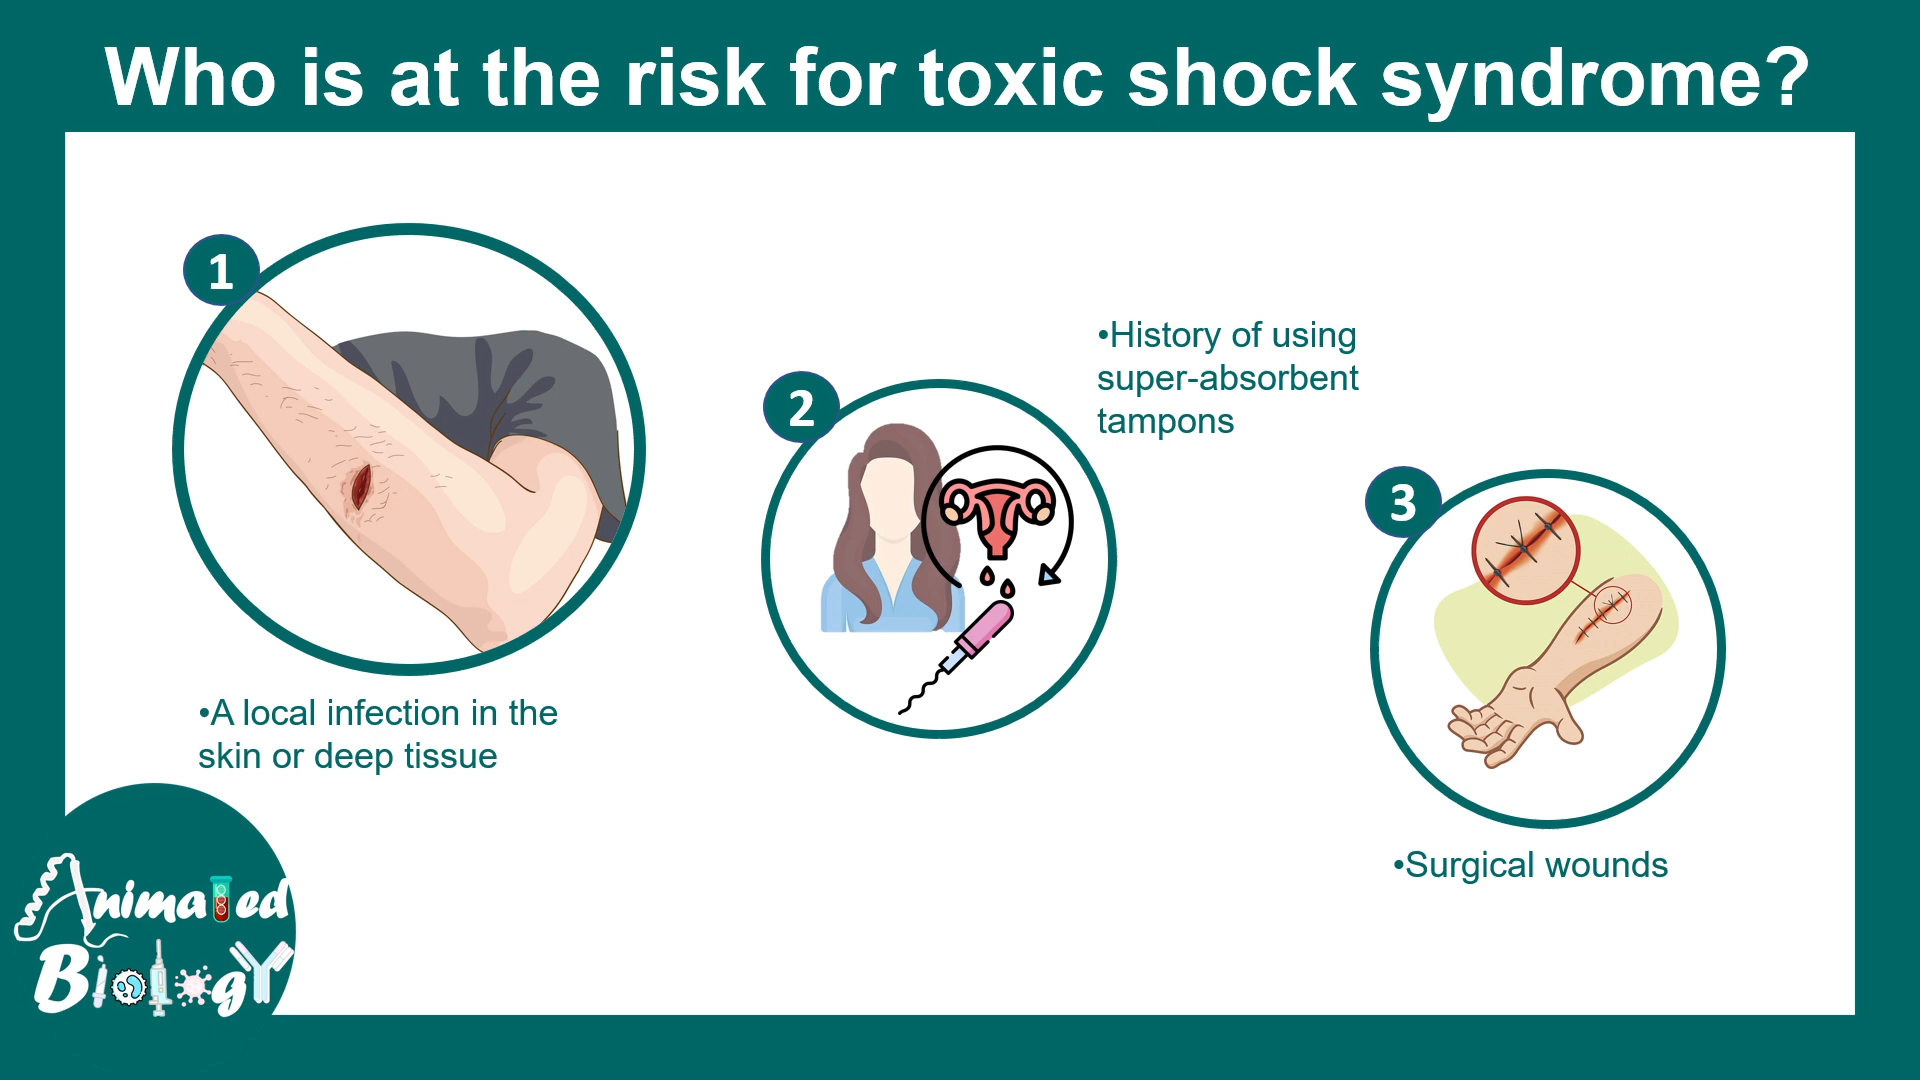 Who is at the risk for toxic shock syndrome?
1
•A local infection in the
skin or deep tissue
2
•History of using
super-absorbent
tampons
3
•Surgical wounds
Animated
Biology